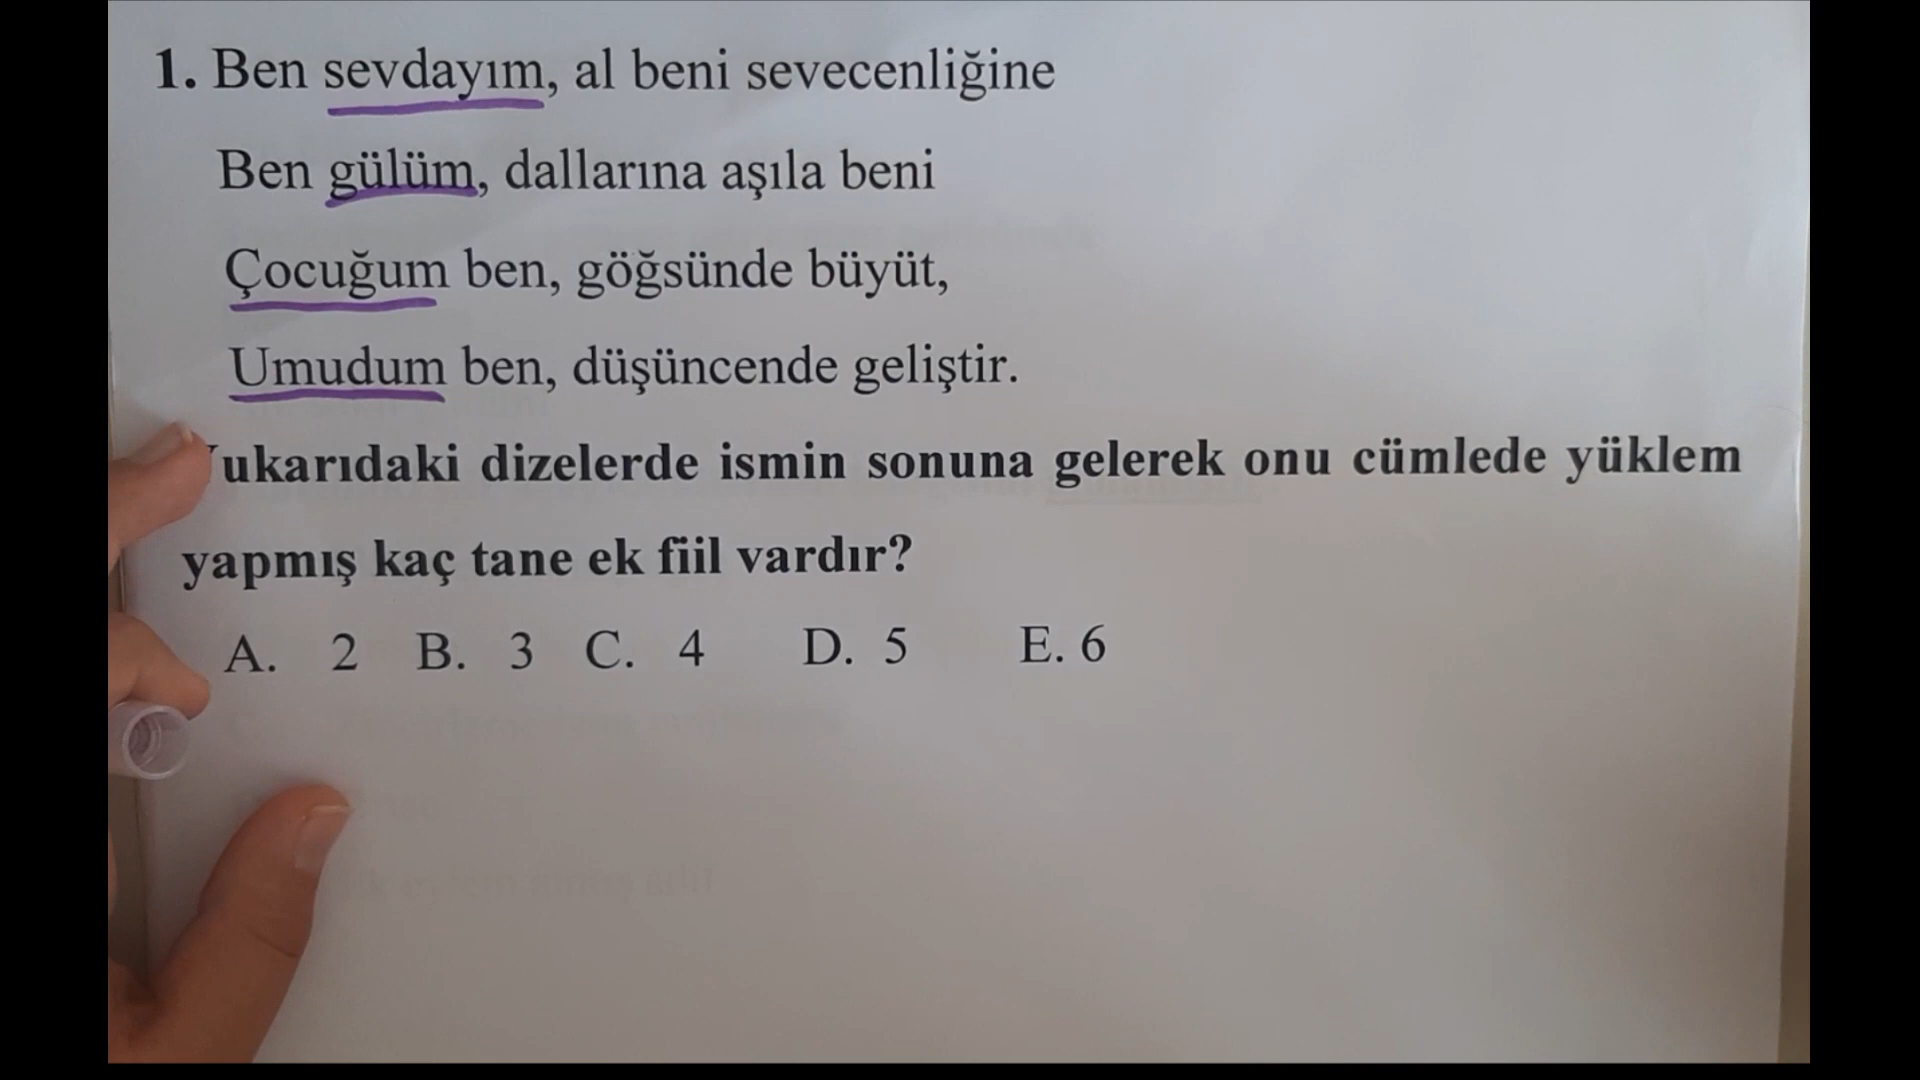 1. Ben sevdayım, al beni sevecenliğine
Ben gülüm, dallarına aşıla beni
Çocuğum ben, göğsünde büyüt,
Umudum ben, düşüncende geliştir.
ukarıdaki dizelerde ismin sonuna gelerek onu cümlede yüklem
yapmış kaç tane ek fiil vardır?
A. 2 B. 3 C. 4 D. 5 E. 6